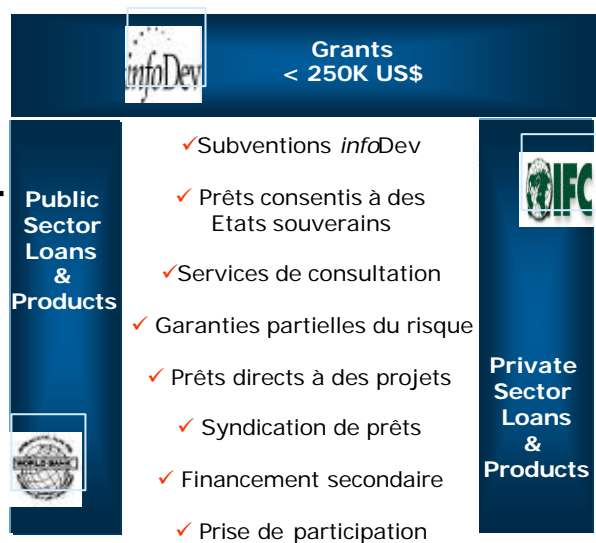 infoDev
Grants
< 250K US$
Public
Sector
Loans
&
Products
WORLD BANK
✓Subventions infoDev
✓ Prêts consentis à des
Etats souverains
✓Services de consultation
✓ Garanties partielles du risque
✓ Prêts directs à des projets
✓ Syndication de prêts
✓ Financement secondaire
✓ Prise de participation
IFC
Private
Sector
Loans
&
Products